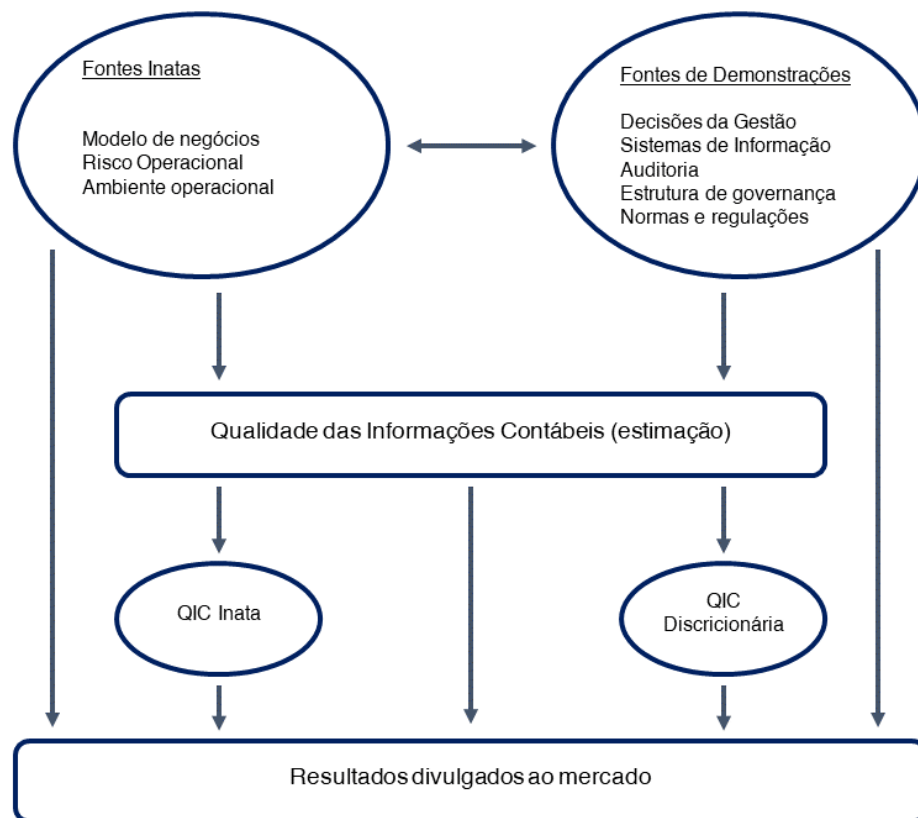 Fontes Inatas
Modelo de negócios
Risco Operacional
Ambiente operacional
Fontes de Demonstrações
Decisões da Gestão
Sistemas de Informação
Auditoria
Estrutura de governança
Normas e regulações
Qualidade das Informações Contábeis (estimação)
QIC Inata
QIC
Discricionária
Resultados divulgados ao mercado